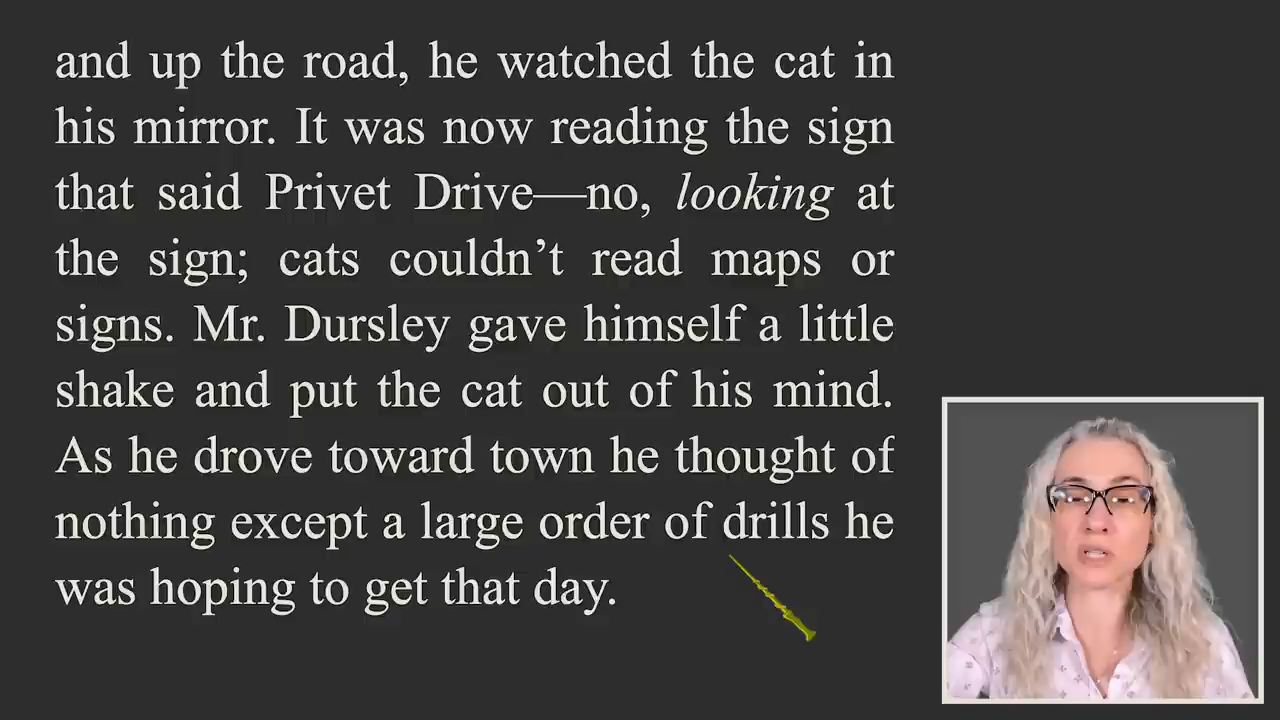 and up the road, he watched the cat in
his mirror. It was now reading the sign
that said Privet Drive—no, looking at
the sign; cats couldn’t read maps or
signs. Mr. Dursley gave himself a little
shake and put the cat out of his mind.
As he drove toward town he thought of
nothing except a large order of drills he
was hoping to get that day.